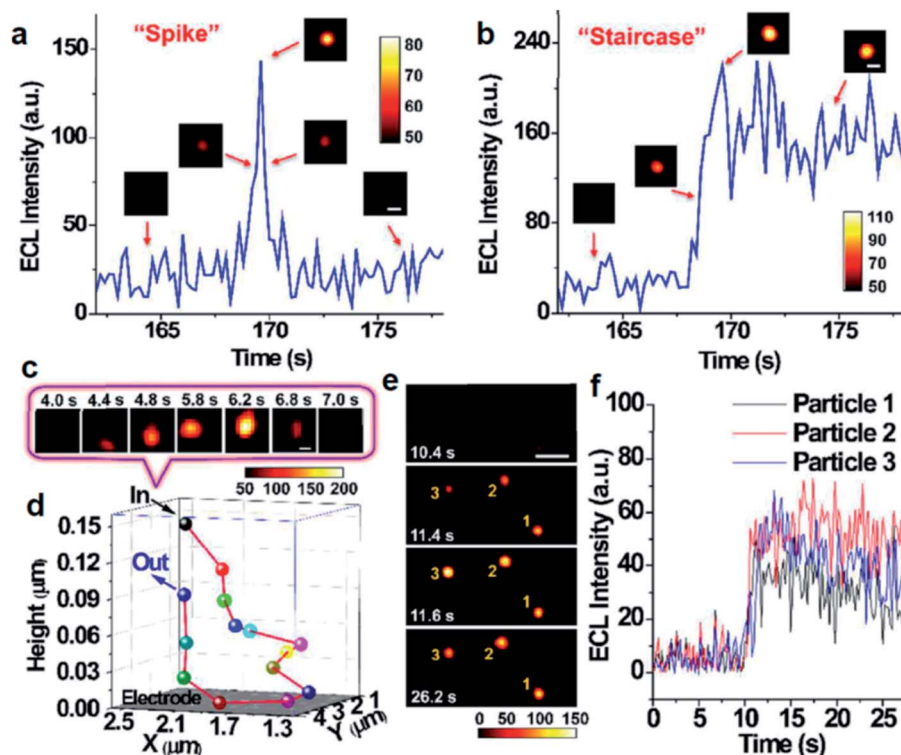 a
"Spike"
ECL Intensity (a.u.)
150
100
50
0
80
70
60
50
165
170
175
Time (s)
b
"Staircase"
ECL Intensity (a.u.)
240
160
80
0
110
90
70
50
165
170
175
Time (s)
c
4.0 s 4.4 s 4.8 s 5.8 s 6.2 s 6.8 s 7.0 s
50 100 150 200
d
In
Out
Height (μm)
0.15
0.12
0.09
0.06
0.03
0.00
Electrode
2.5 2.1 1.7 1.3
X (μm)
4 3 2 1
Y (μm)
e
10.4 s
3 2
1
11.4 s
3 2
1
11.6 s
3 2
1
26.2 s
0 50 100 150
f
Particle 1
Particle 2
Particle 3
ECL Intensity (a.u.)
100
80
60
40
20
0
0 5 10 15 20 25
Time (s)